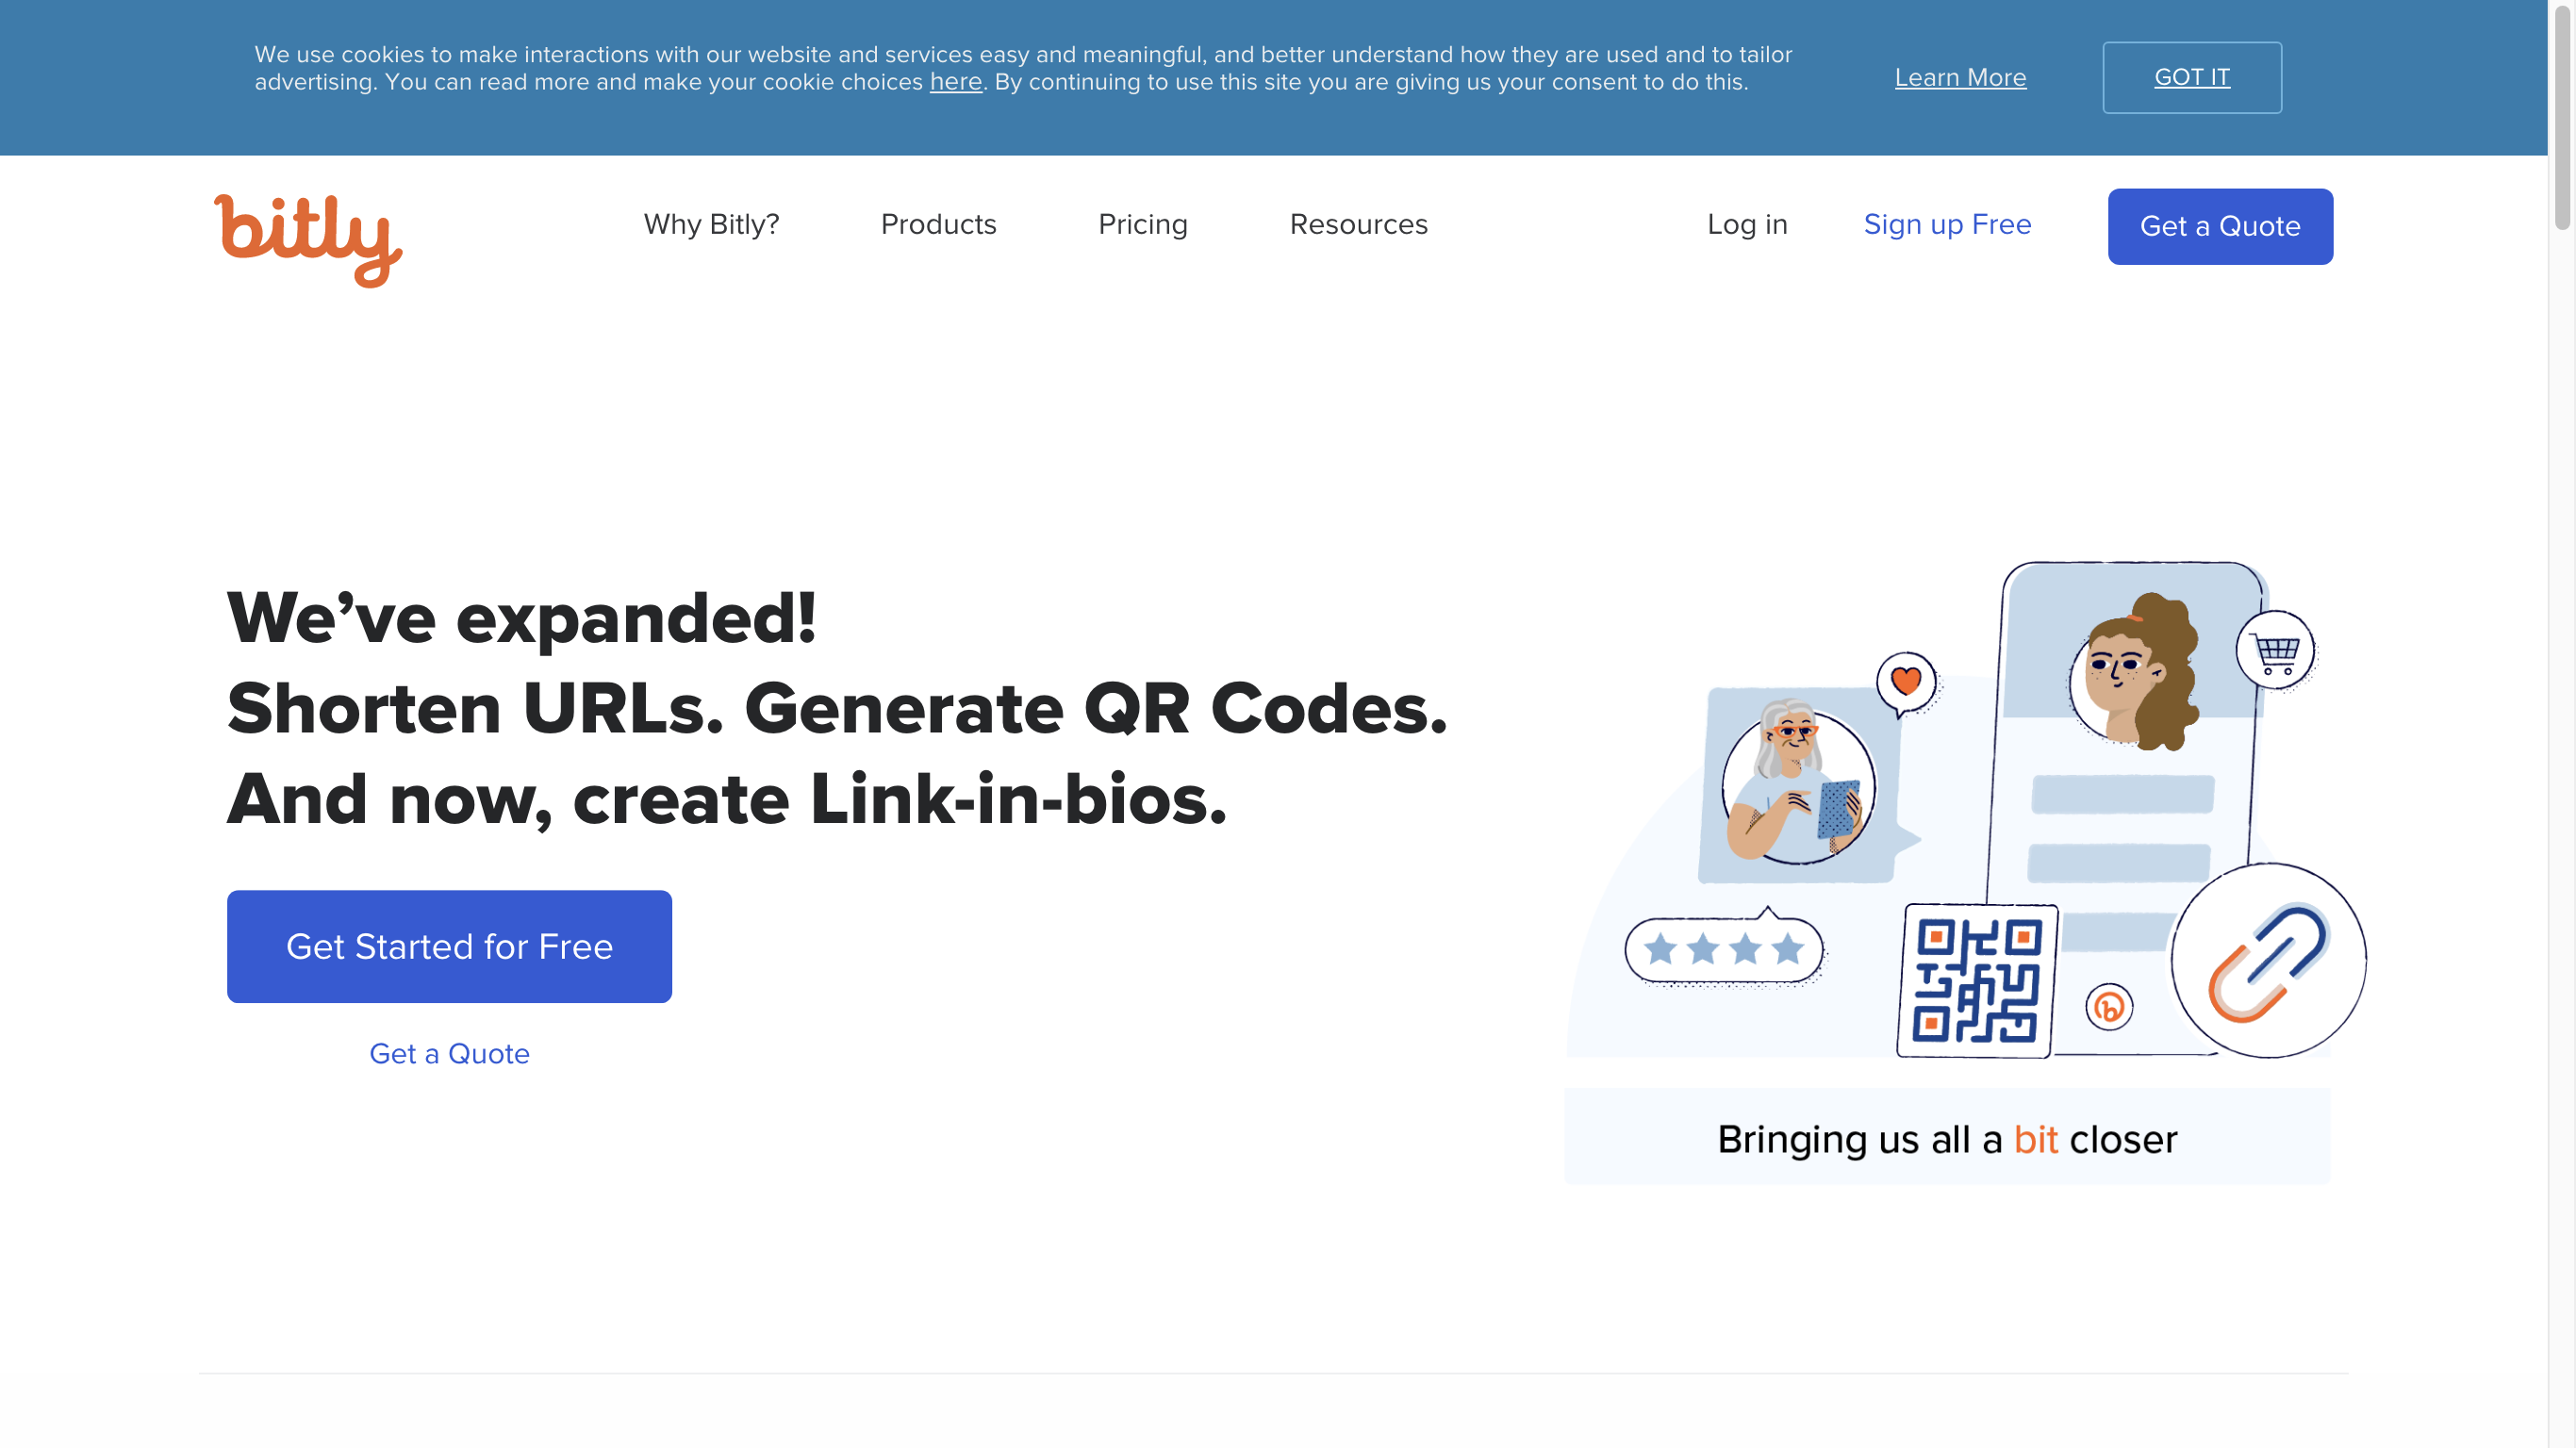 We use cookies to make interactions with our website and services easy and meaningful, and better understand how they are used and to tailor
advertising. You can read more and make your cookie choices here. By continuing to use this site you are giving us your consent to do this.
Learn More
GOT IT
bitly
Why Bitly?
Products
Pricing
Resources
Log in
Sign up Free
Get a Quote
We’ve expanded!
Shorten URLs. Generate QR Codes.
And now, create Link-in-bios.
Get Started for Free
Get a Quote
b
Bringing us all a bit closer